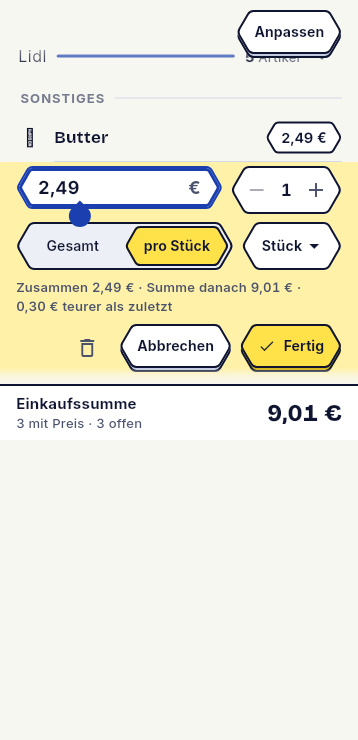 Anpassen
Lidl 5 Artikel
SONSTIGES
Butter 2,49 €
2,49 € 1
Gesamt pro Stück Stück
Zusammen 2,49 € · Summe danach 9,01 € ·
0,30 € teurer als zuletzt
Abbrechen Fertig
Einkaufssumme
3 mit Preis · 3 offen
9,01 €